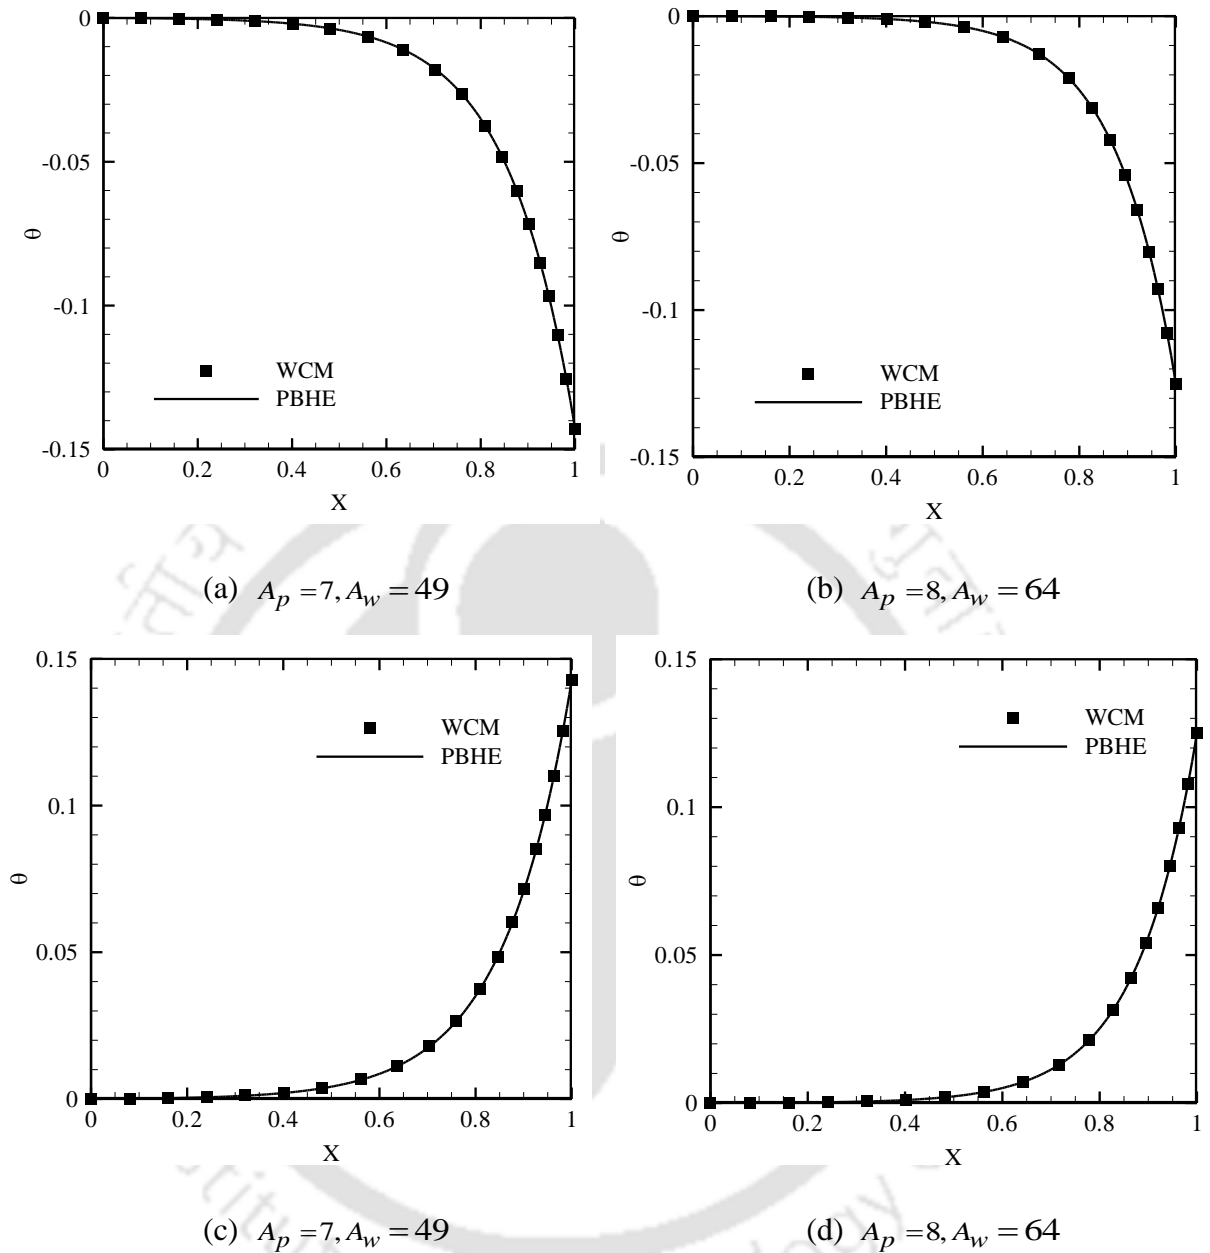 0
-0.05
-0.1
-0.15
θ
WCM
PBHE
0 0.2 0.4 0.6 0.8 1
X
0
-0.05
-0.1
-0.15
θ
WCM
PBHE
0 0.2 0.4 0.6 0.8 1
X
(a) A_p = 7, A_w = 49
(b) A_p = 8, A_w = 64
0.15
0.1
0.05
0
θ
WCM
PBHE
0 0.2 0.4 0.6 0.8 1
X
0.15
0.1
0.05
0
θ
WCM
PBHE
0 0.2 0.4 0.6 0.8 1
X
(c) A_p = 7, A_w = 49
(d) A_p = 8, A_w = 64